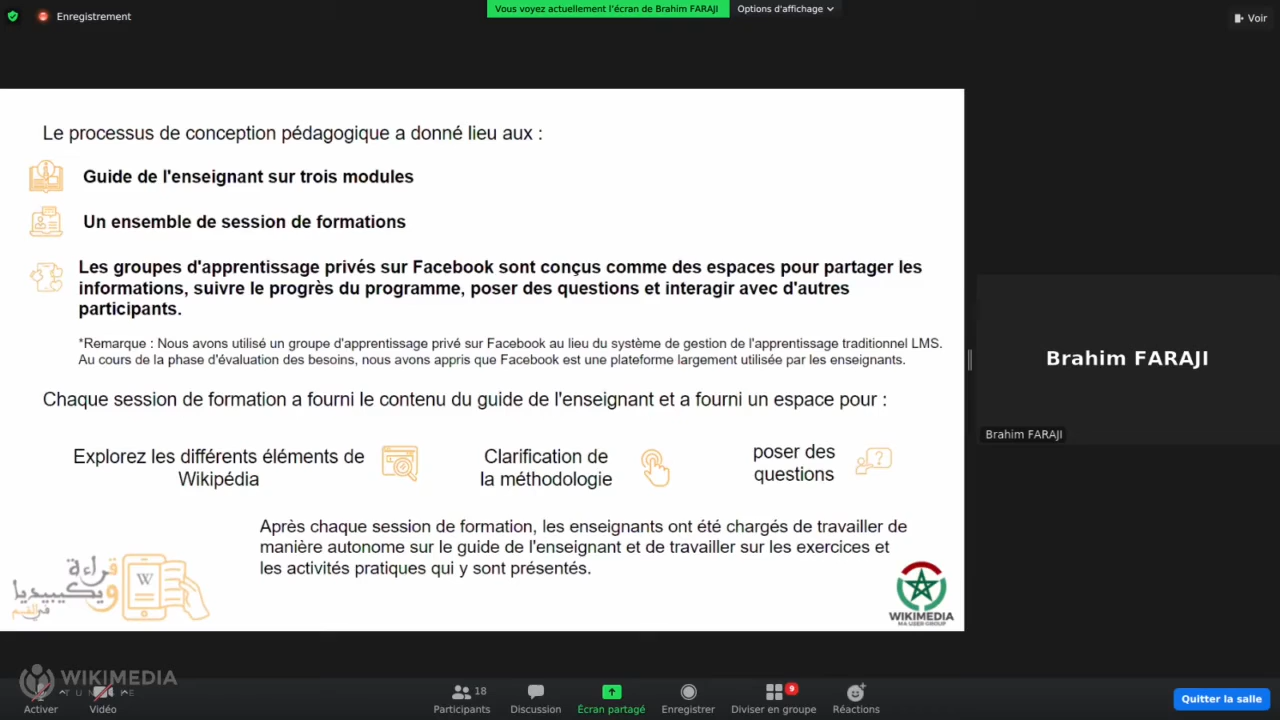 Enregistrement
Vous voyez actuellement l'écran de Brahim FARAJI
Options d'affichage
Voir
Le processus de conception pédagogique a donné lieu aux :
Guide de l'enseignant sur trois modules
Un ensemble de session de formations
Les groupes d'apprentissage privés sur Facebook sont conçus comme des espaces pour partager les
informations, suivre le progrès du programme, poser des questions et interagir avec d'autres
participants.
*Remarque : Nous avons utilisé un groupe d'apprentissage privé sur Facebook au lieu du système de gestion de l'apprentissage traditionnel LMS.
Au cours de la phase d'évaluation des besoins, nous avons appris que Facebook est une plateforme largement utilisée par les enseignants.
Chaque session de formation a fourni le contenu du guide de l'enseignant et a fourni un espace pour :
Explorez les différents éléments de
Wikipédia
Clarification de
la méthodologie
poser des
questions
?
Après chaque session de formation, les enseignants ont été chargés de travailler de
manière autonome sur le guide de l'enseignant et de travailler sur les exercices et
les activités pratiques qui y sont présentés.
قراءة
ويكيبيديا
في القسم
W
WIKIMEDIA
MA USER GROUP
Brahim FARAJI
Brahim FARAJI
WIKIMEDIA
Activer
Vidéo
18
Participants
Discussion
Écran partagé
Enregistrer
9
Diviser en groupe
Réactions
Quitter la salle